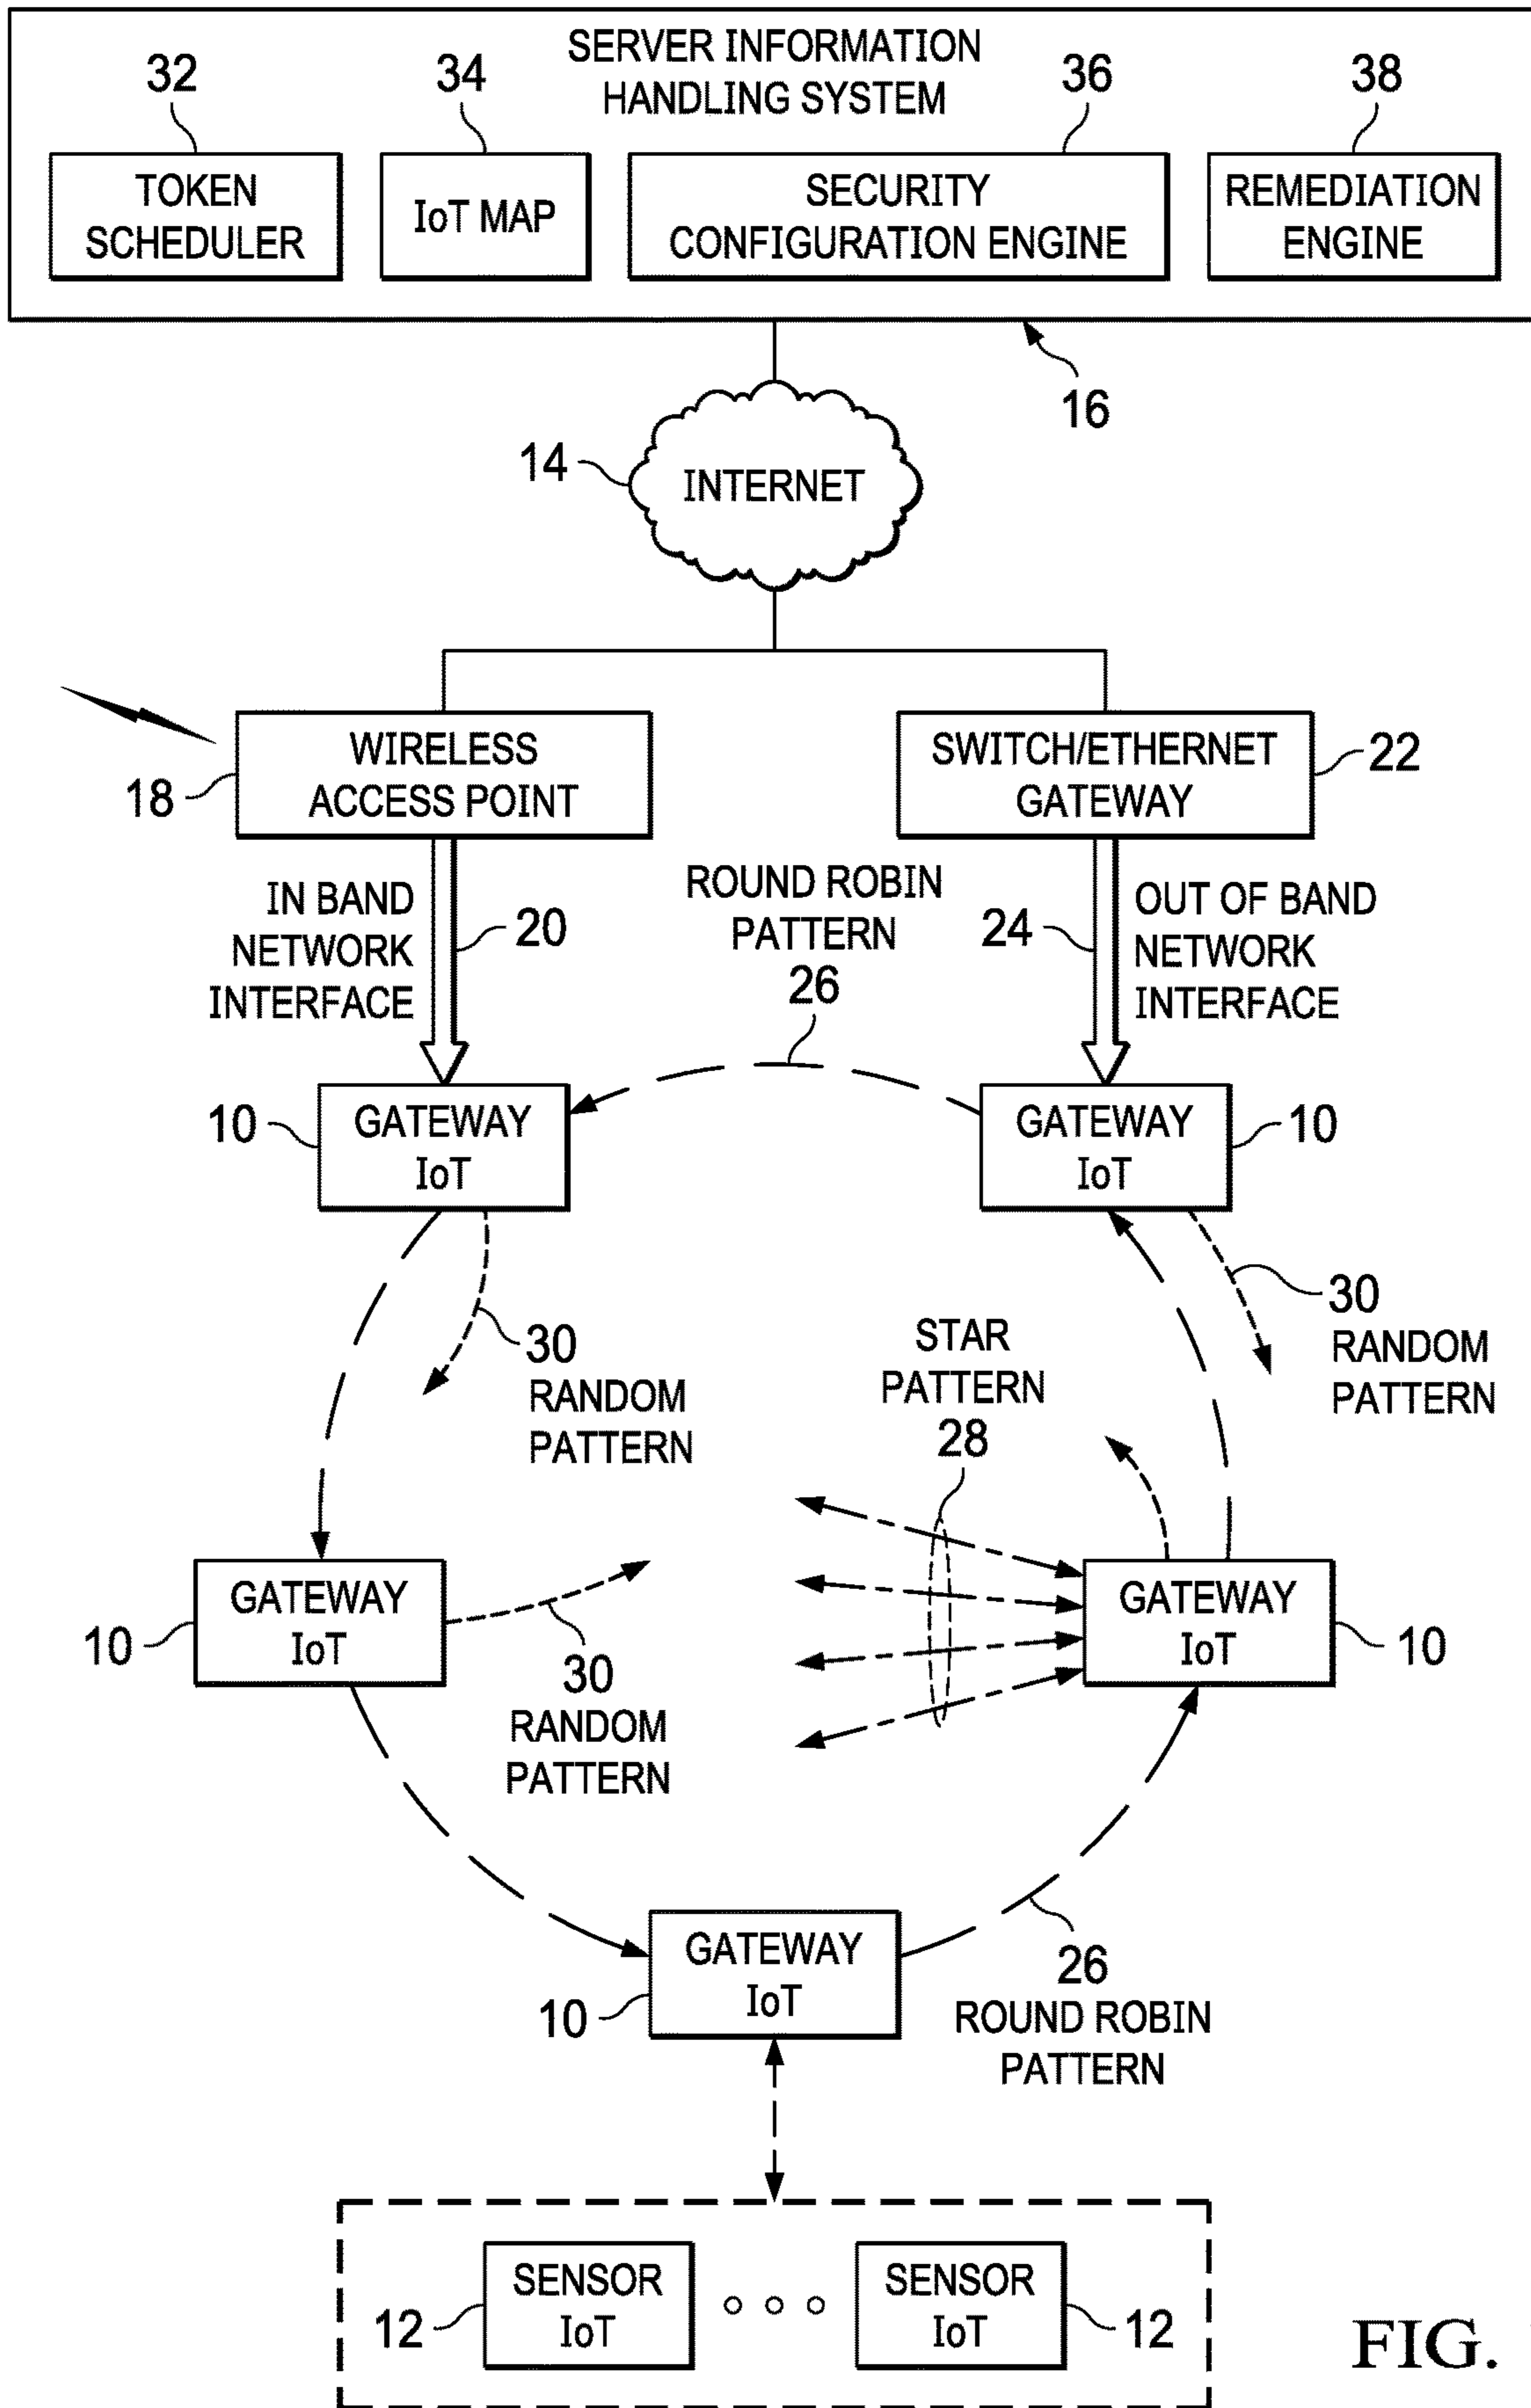 SERVER INFORMATION
HANDLING SYSTEM
32
34
36
38
TOKEN
SCHEDULER
IoT MAP
SECURITY
CONFIGURATION ENGINE
REMEDIATION
ENGINE
16
14
INTERNET
WIRELESS
ACCESS POINT
18
SWITCH/ETHERNET
GATEWAY
22
IN BAND
NETWORK
INTERFACE
20
ROUND ROBIN
PATTERN
26
24
OUT OF BAND
NETWORK
INTERFACE
10
GATEWAY
IoT
GATEWAY
IoT
10
30
RANDOM
PATTERN
STAR
PATTERN
28
30
RANDOM
PATTERN
10
GATEWAY
IoT
30
RANDOM
PATTERN
GATEWAY
IoT
10
10
GATEWAY
IoT
26
ROUND ROBIN
PATTERN
12
SENSOR
IoT
SENSOR
IoT
12
FIG.